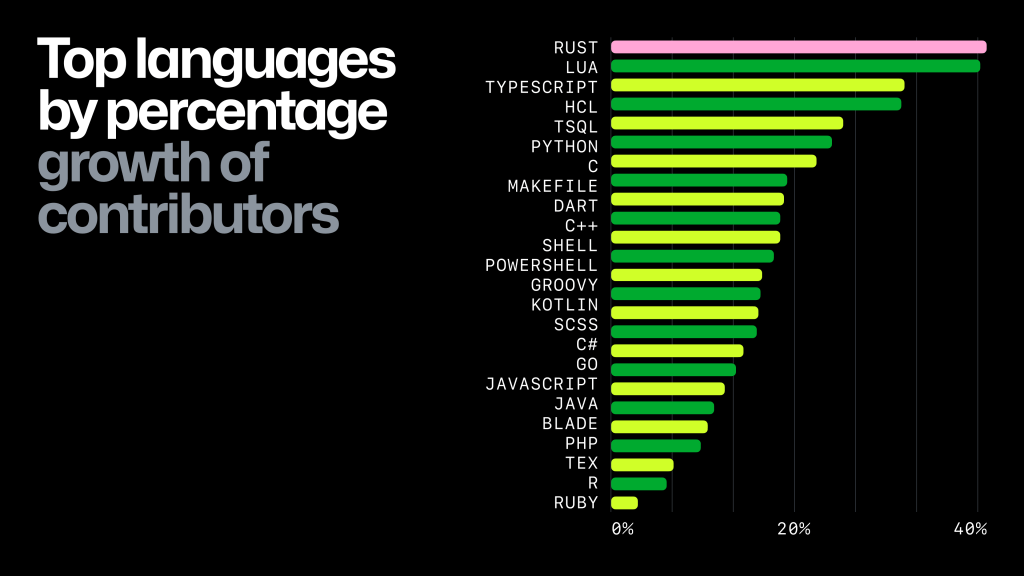 Top languages
by percentage
growth of
contributors
RUST
LUA
TYPESCRIPT
HCL
TSQL
PYTHON
C
MAKEFILE
DART
C++
SHELL
POWERSHELL
GROOVY
KOTLIN
SCSS
C#
GO
JAVASCRIPT
JAVA
BLADE
PHP
TEX
R
RUBY
0% 20% 40%